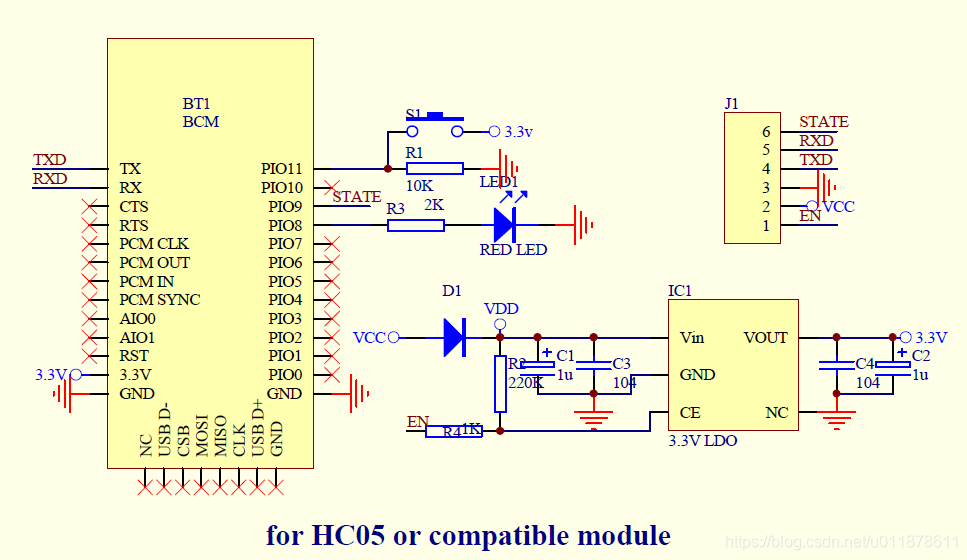 BT1
BCM
TXD
RXD
TX
RX
CTS
RTS
PCM CLK
PCM OUT
PCM IN
PCM SYNC
AIO0
AIO1
RST
3.3V
3.3V
GND
PIO11
PIO10
PIO9
PIO8
PIO7
PIO6
PIO5
PIO4
PIO3
PIO2
PIO1
PIO0
GND
NC
USB D-
CSB
MOSI
MISO
CLK
USB D+
GND
S1
3.3v
R1
10K
LED1
STATE
R3
2K
RED LED
J1
6
STATE
5
RXD
4
TXD
3
2
VCC
EN
1
D1
VDD
VCC
R2
220K
C1
1u
C3
104
EN
R4
1K
IC1
Vin
VOUT
GND
CE
NC
3.3V LDO
3.3V
C4
104
C2
1u
for HC05 or compatible module
https://blog.csdn.net/u011878611